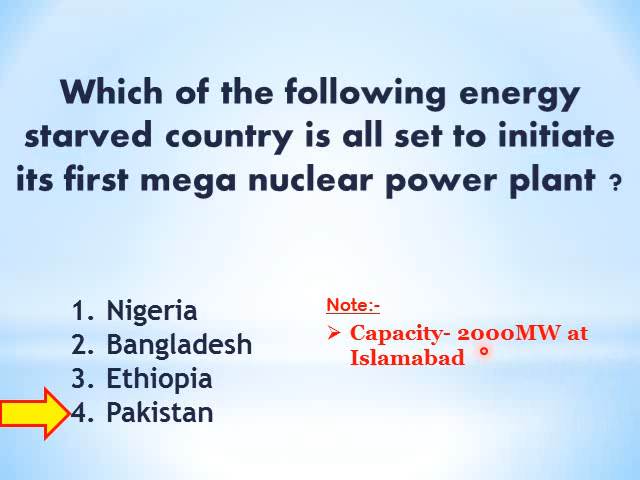 Which of the following energy
starved country is all set to initiate
its first mega nuclear power plant ?
1. Nigeria
2. Bangladesh
3. Ethiopia
4. Pakistan
Note:-
➢ Capacity- 2000MW at
Islamabad